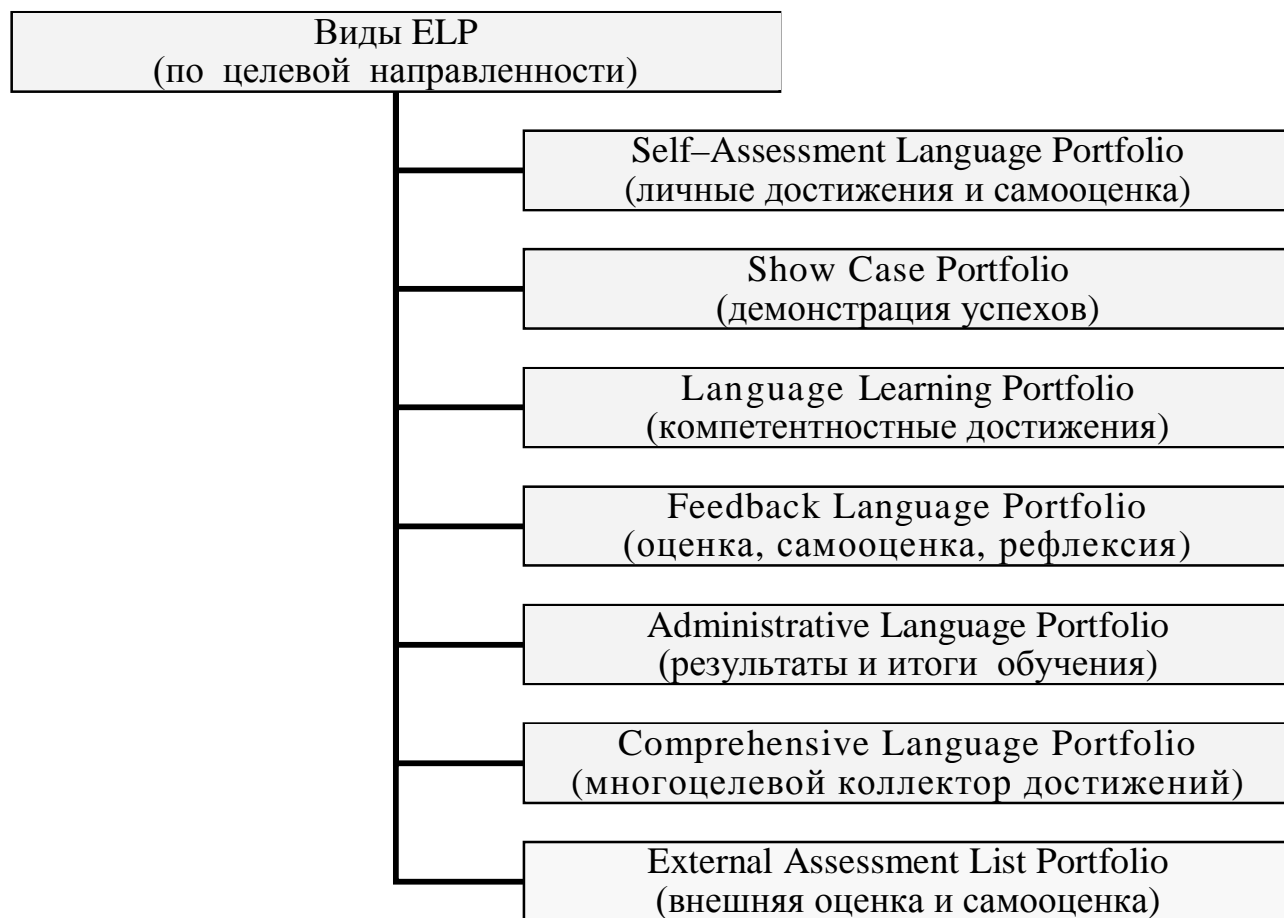 Виды ELP
(по целевой направленности)
Self–Assessment Language Portfolio
(личные достижения и самооценка)
Show Case Portfolio
(демонстрация успехов)
Language Learning Portfolio
(компетентностные достижения)
Feedback Language Portfolio
(оценка, самооценка, рефлексия)
Administrative Language Portfolio
(результаты и итоги обучения)
Comprehensive Language Portfolio
(многоцелевой коллектор достижений)
External Assessment List Portfolio
(внешняя оценка и самооценка)